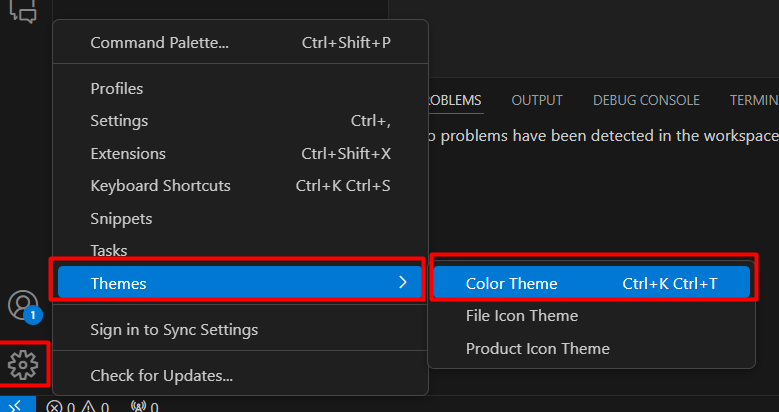 Command Palette... Ctrl+Shift+P
Profiles
Settings Ctrl+,
Extensions Ctrl+Shift+X
Keyboard Shortcuts Ctrl+K Ctrl+S
Snippets
Tasks
Themes
Sign in to Sync Settings
Check for Updates...
Color Theme Ctrl+K Ctrl+T
File Icon Theme
Product Icon Theme
OBLEMS OUTPUT DEBUG CONSOLE TERMIN
problems have been detected in the workspace
1
0 0 0